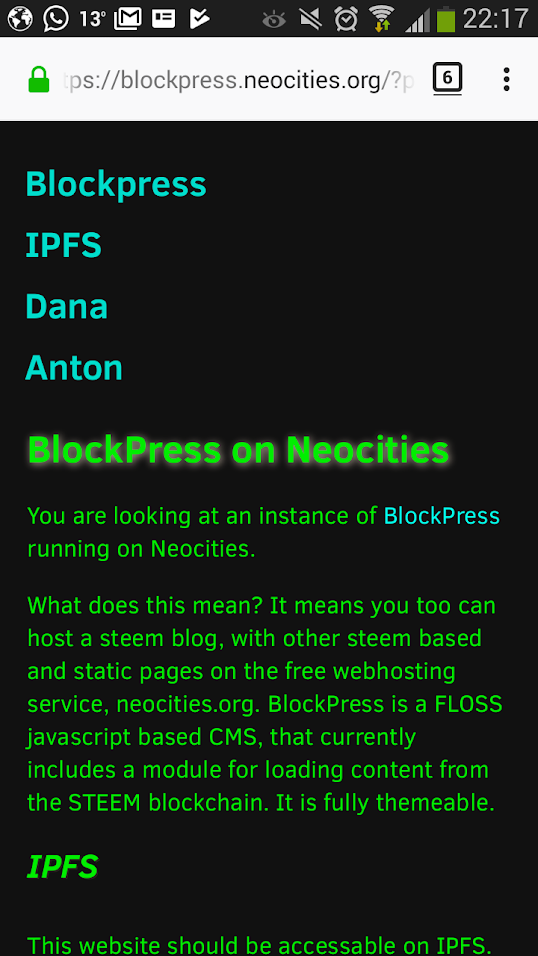 13° 22:17
tps://blockpress.neocities.org/?p 6
Blockpress
IPFS
Dana
Anton
BlockPress on Neocities
You are looking at an instance of BlockPress
running on Neocities.
What does this mean? It means you too can
host a steem blog, with other steem based
and static pages on the free webhosting
service, neocities.org. BlockPress is a FLOSS
javascript based CMS, that currently
includes a module for loading content from
the STEEM blockchain. It is fully themeable.
IPFS
This website should be accessable on IPFS.